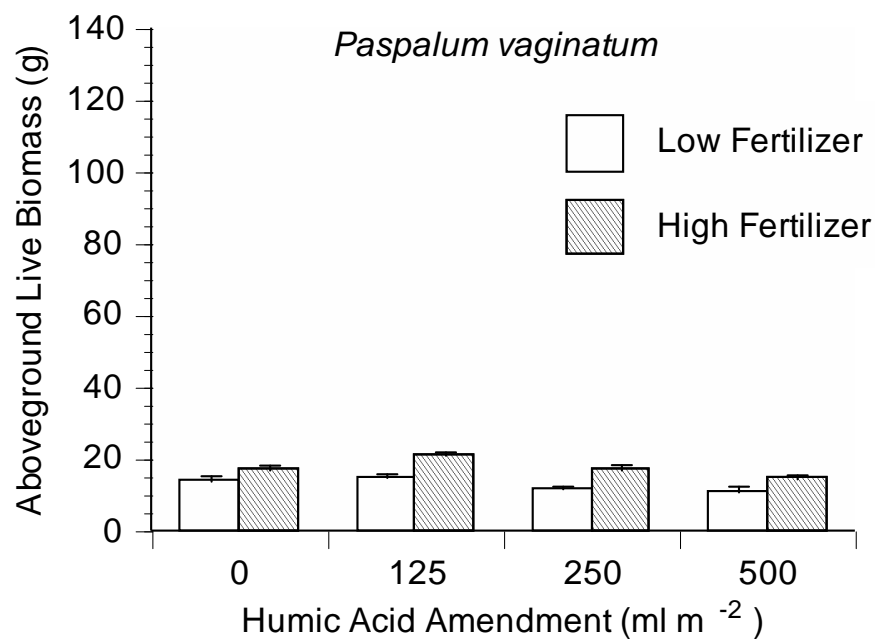 Paspalum vaginatum
Low Fertilizer
High Fertilizer
Aboveground Live Biomass (g)
140
120
100
80
60
40
20
0
0 125 250 500
Humic Acid Amendment (ml m⁻²)